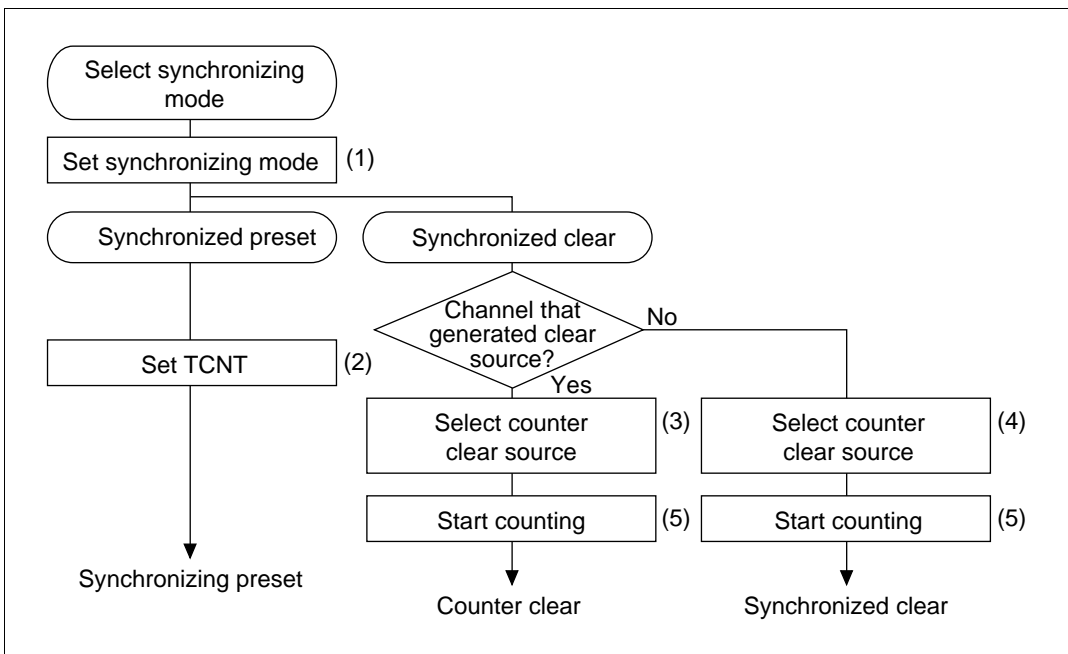 Select synchronizing
mode
Set synchronizing mode (1)
Synchronized preset
Synchronized clear
Channel that
generated clear
source?
No
Yes
Set TCNT (2)
Select counter
clear source
(3)
Select counter
clear source
(4)
Start counting (5)
Start counting (5)
Synchronizing preset
Counter clear
Synchronized clear